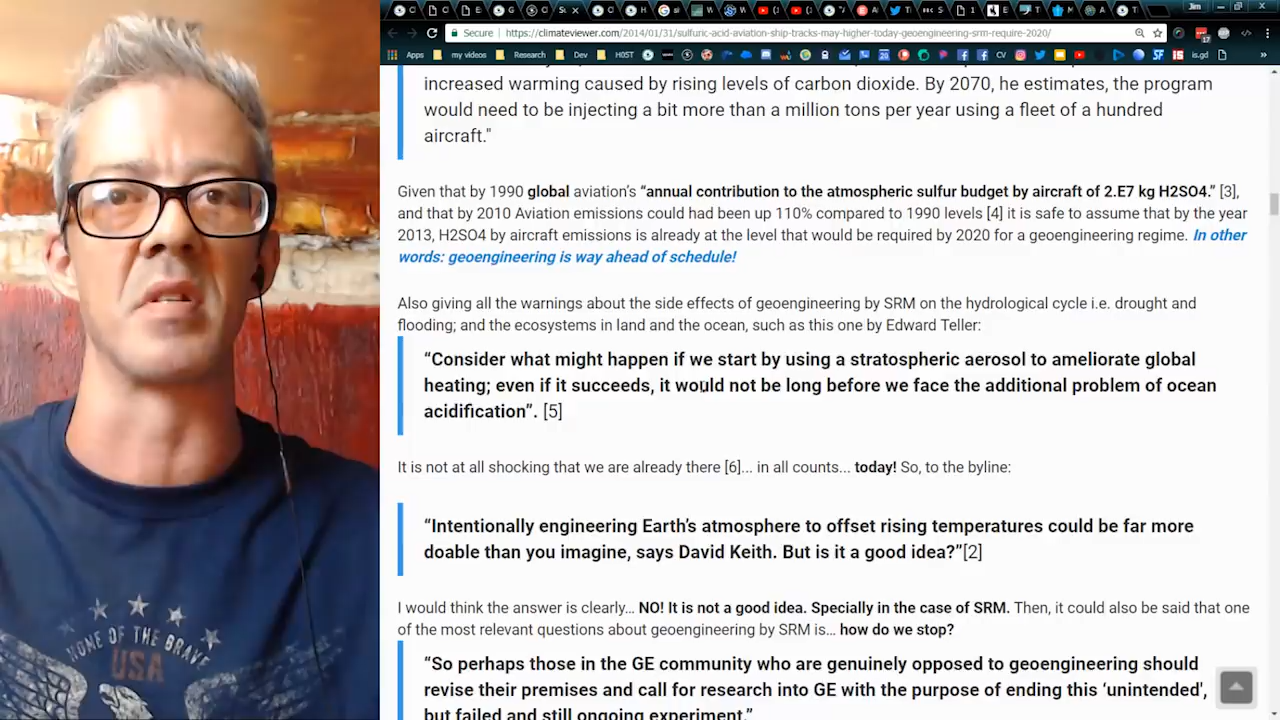 Jim
Secure https://climateviewer.com/2014/01/31/sulfuric-acid-aviation-ship-tracks-may-higher-today-geoengineering-srm-require-2020/
Apps my videos Research Dev H0ST CV is.gd
increased warming caused by rising levels of carbon dioxide. By 2070, he estimates, the program
would need to be injecting a bit more than a million tons per year using a fleet of a hundred
aircraft."
Given that by 1990 global aviation's “annual contribution to the atmospheric sulfur budget by aircraft of 2.E7 kg H2SO4.” [3],
and that by 2010 Aviation emissions could had been up 110% compared to 1990 levels [4] it is safe to assume that by the year
2013, H2SO4 by aircraft emissions is already at the level that would be required by 2020 for a geoengineering regime. In other
words: geoengineering is way ahead of schedule!
Also giving all the warnings about the side effects of geoengineering by SRM on the hydrological cycle i.e. drought and
flooding; and the ecosystems in land and the ocean, such as this one by Edward Teller:
“Consider what might happen if we start by using a stratospheric aerosol to ameliorate global
heating; even if it succeeds, it would not be long before we face the additional problem of ocean
acidification”. [5]
It is not at all shocking that we are already there [6]... in all counts... today! So, to the byline:
“Intentionally engineering Earth's atmosphere to offset rising temperatures could be far more
doable than you imagine, says David Keith. But is it a good idea?”[2]
I would think the answer is clearly… NO! It is not a good idea. Specially in the case of SRM. Then, it could also be said that one
of the most relevant questions about geoengineering by SRM is… how do we stop?
“So perhaps those in the GE community who are genuinely opposed to geoengineering should
revise their premises and call for research into GE with the purpose of ending this ‘unintended’,
but failed and still ongoing experiment.”
HOME OF THE BRAVE
USA